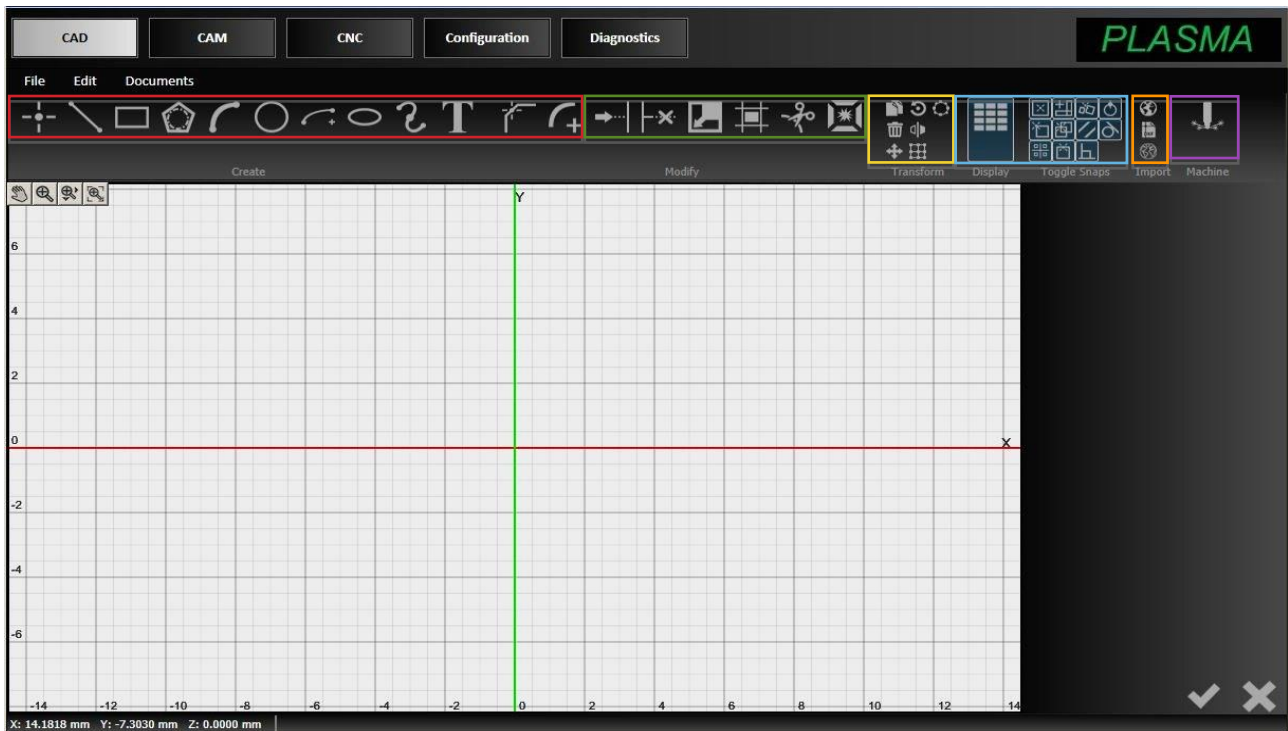 CAD CAM CNC Configuration Diagnostics PLASMA
File Edit Documents
T
Create Modify Transform Display Toggle Snaps Import Machine
Y
6
4
2
0 X
-2
-4
-6
-14 -12 -10 -8 -6 -4 -2 0 2 4 6 8 10 12 14
X: 14.1818 mm Y: -7.3030 mm Z: 0.0000 mm